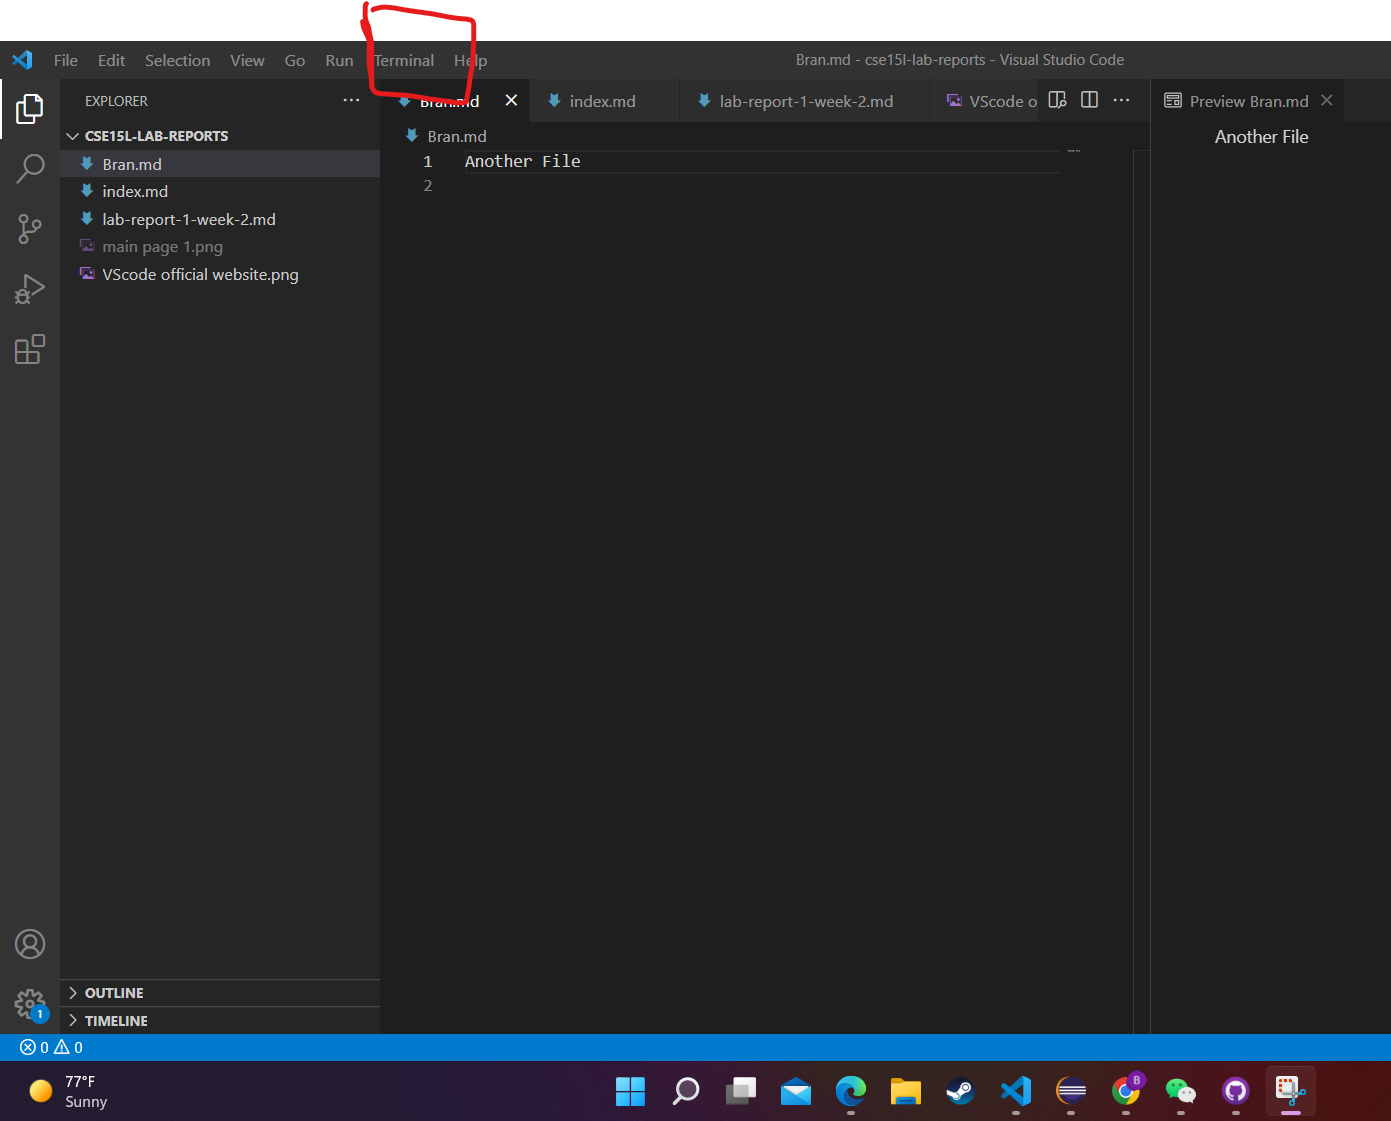 File Edit Selection View Go Run Terminal Help Bran.md - cse15l-lab-reports - Visual Studio Code
EXPLORER
Bran.md
index.md
lab-report-1-week-2.md
VScode o
Preview Bran.md
CSE15L-LAB-REPORTS
Bran.md
index.md
lab-report-1-week-2.md
main page 1.png
VScode official website.png
Bran.md
1 Another File
2
Another File
OUTLINE
TIMELINE
1
0 0
77°F
Sunny
B